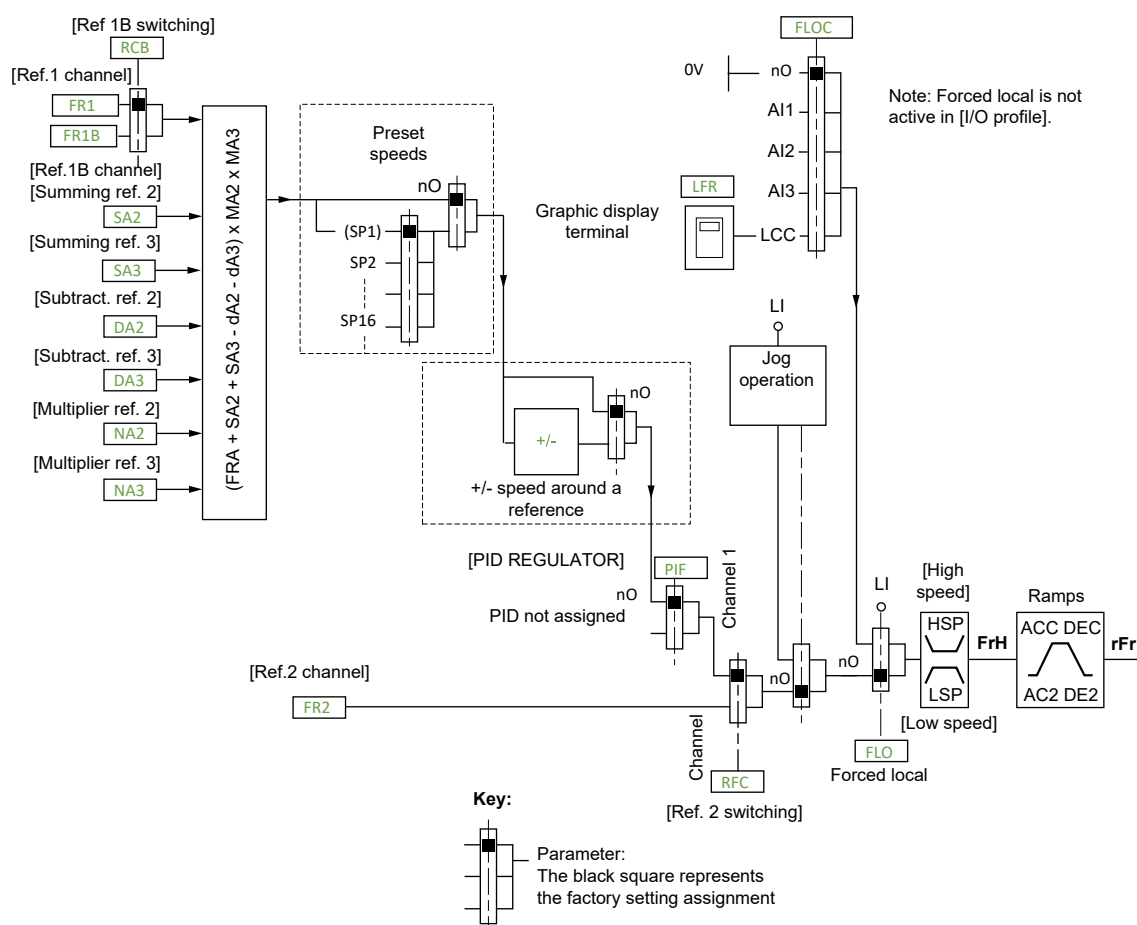 [Ref 1B switching]
RCB
[Ref.1 channel]
FR1
FR1B
[Ref.1B channel]
[Summing ref. 2]
SA2
[Summing ref. 3]
SA3
[Subtract. ref. 2]
DA2
[Subtract. ref. 3]
DA3
[Multiplier ref. 2]
NA2
[Multiplier ref. 3]
NA3
(FRA + SA2 + SA3 - dA2 - dA3) x MA2 x MA3
Preset
speeds
nO
(SP1)
SP2
SP16
nO
+/-
+/- speed around a
reference
FLOC
0V
nO
AI1
AI2
AI3
LCC
LFR
Graphic display
terminal
Note: Forced local is not
active in [I/O profile].
LI
Jog
operation
[PID REGULATOR]
PIF
nO
PID not assigned
Channel 1
[Ref.2 channel]
FR2
Channel
RFC
[Ref. 2 switching]
nO
nO
LI
FLO
Forced local
[High
speed]
HSP
LSP
[Low speed]
FrH
Ramps
ACC DEC
AC2 DE2
rFr
Key:
Parameter:
The black square represents
the factory setting assignment